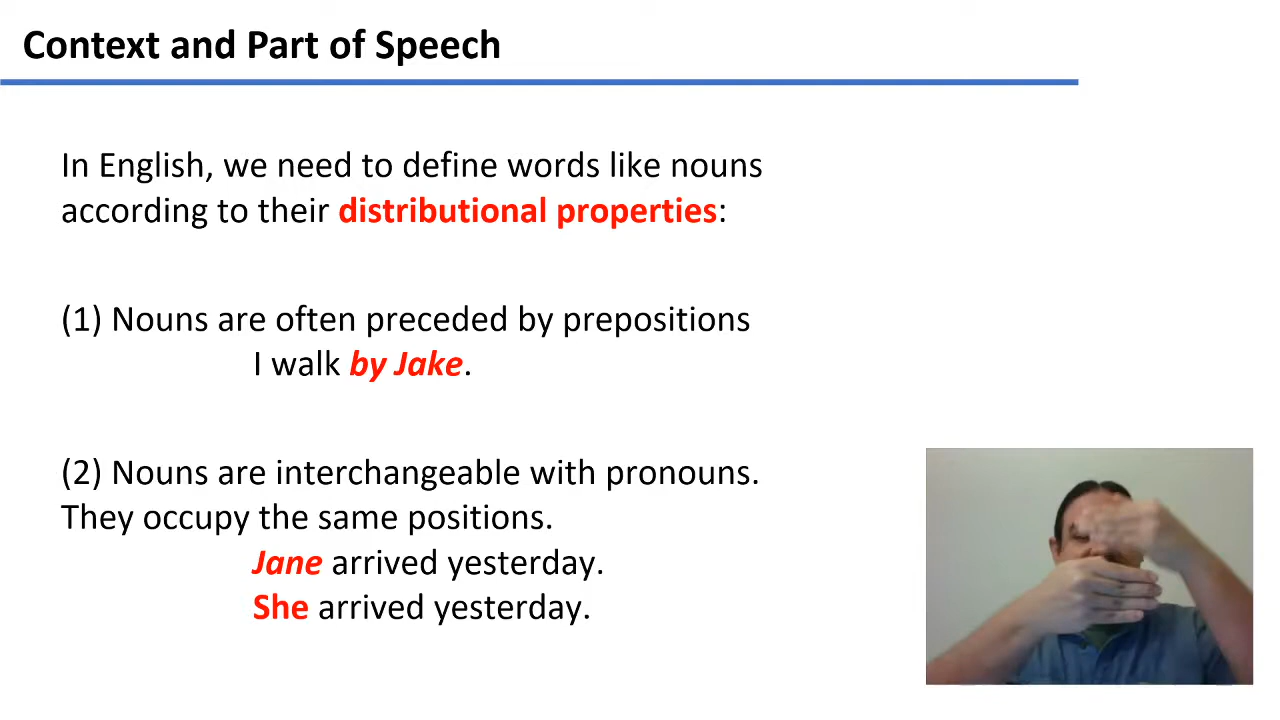 Context and Part of Speech
In English, we need to define words like nouns
according to their distributional properties:
(1) Nouns are often preceded by prepositions
I walk by Jake.
(2) Nouns are interchangeable with pronouns.
They occupy the same positions.
Jane arrived yesterday.
She arrived yesterday.